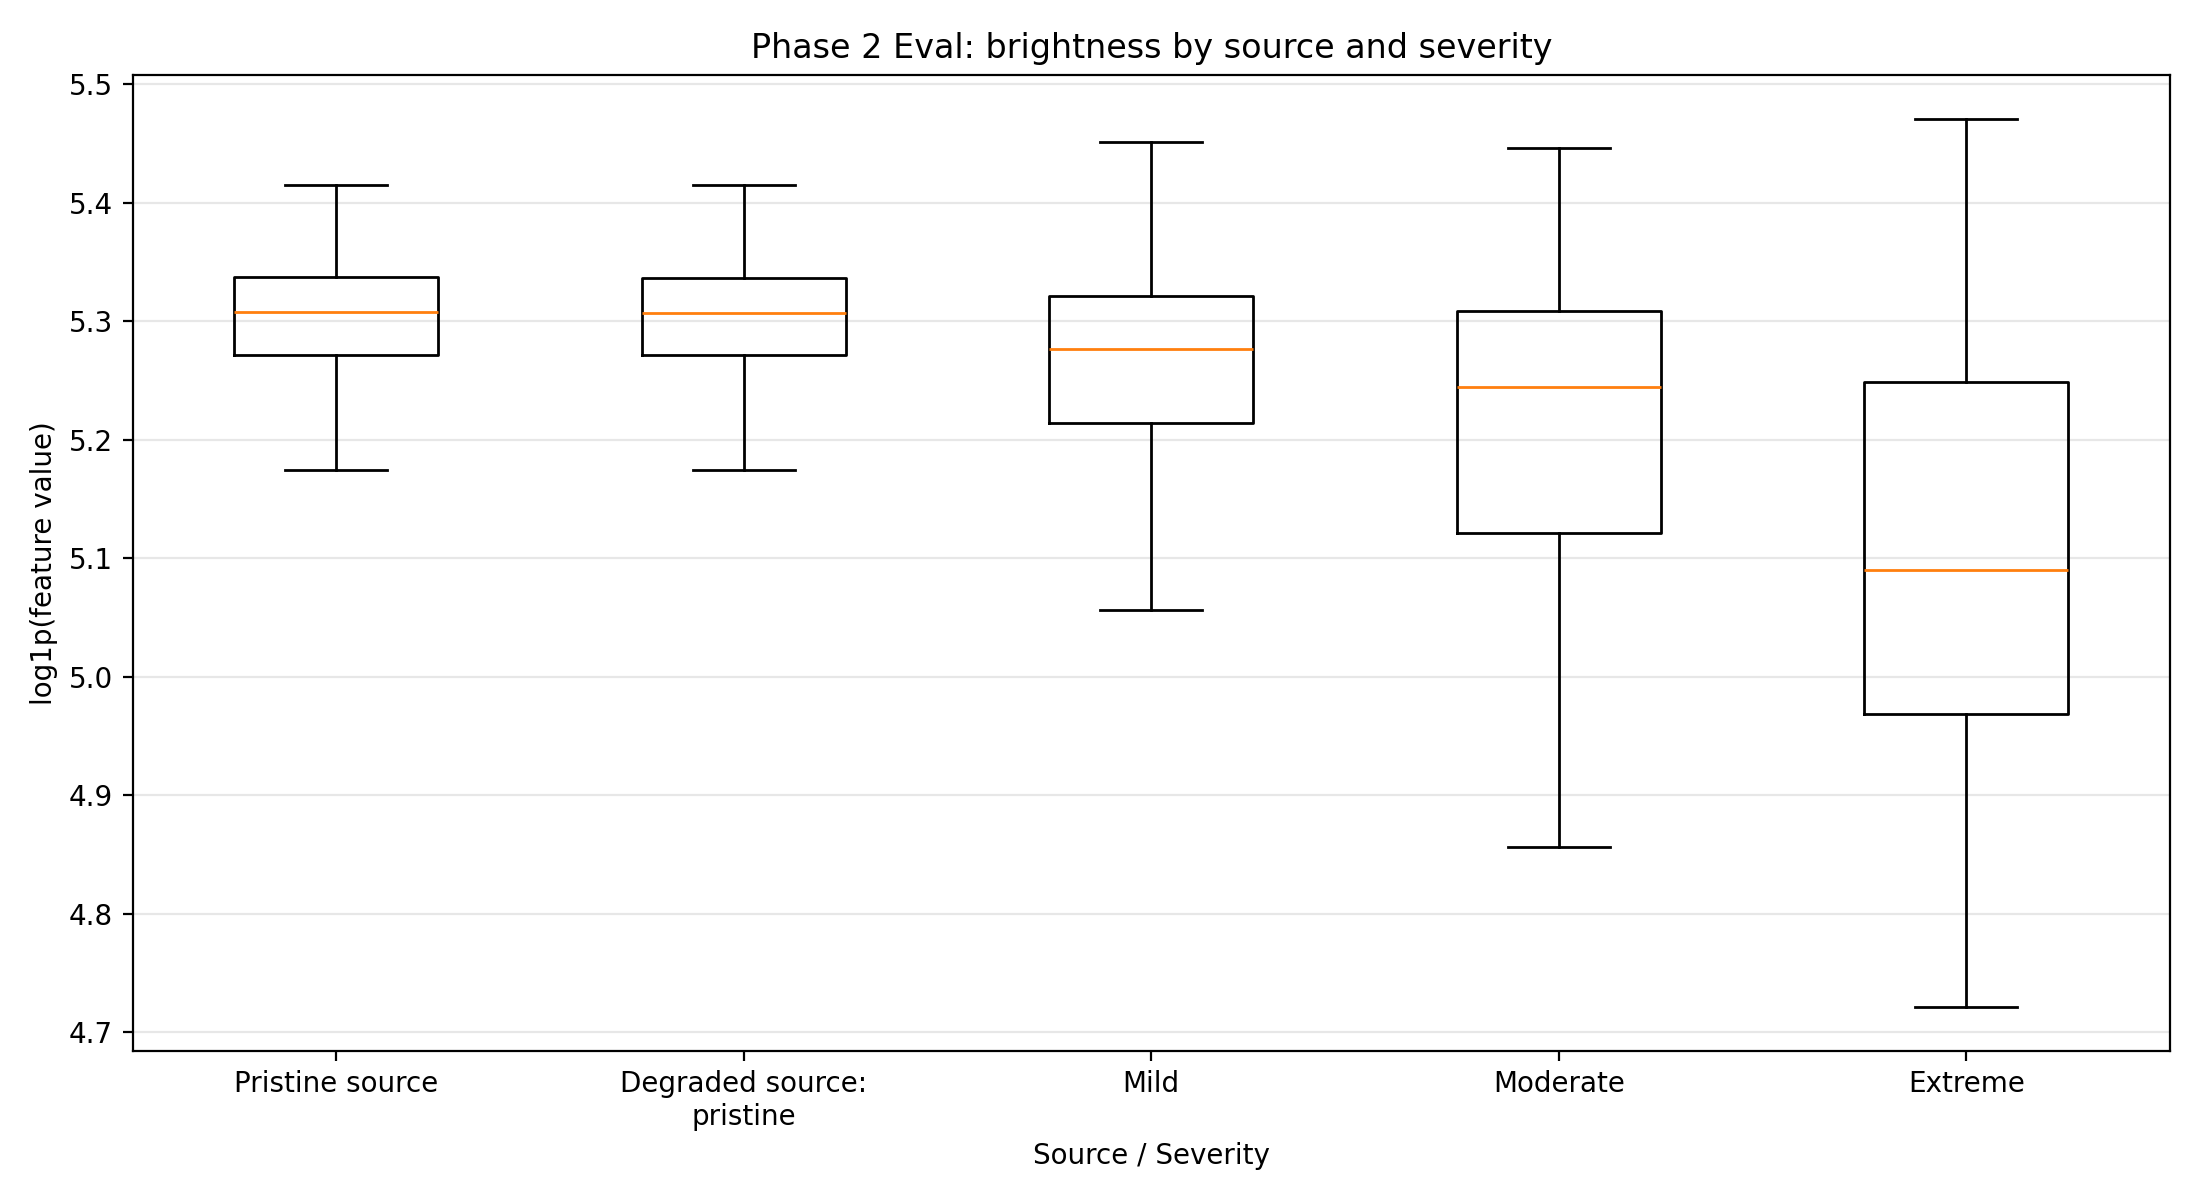 Phase 2 Eval: brightness by source and severity
log1p(feature value)
5.5
5.4
5.3
5.2
5.1
5.0
4.9
4.8
4.7
Pristine source
Degraded source:
pristine
Mild
Moderate
Extreme
Source / Severity